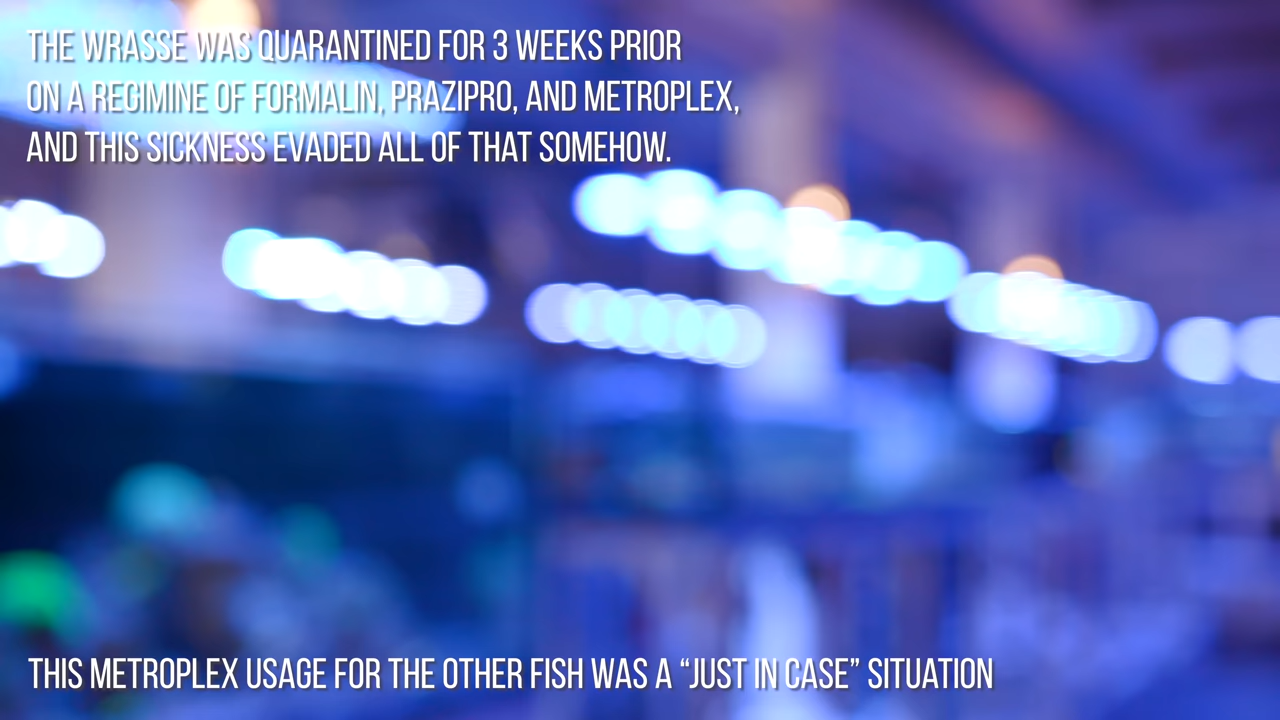 THE WRASSE WAS QUARANTINED FOR 3 WEEKS PRIOR
ON A REGIMINE OF FORMALIN, PRAZIPRO, AND METROPLEX,
AND THIS SICKNESS EVADED ALL OF THAT SOMEHOW.
THIS METROPLEX USAGE FOR THE OTHER FISH WAS A “JUST IN CASE” SITUATION